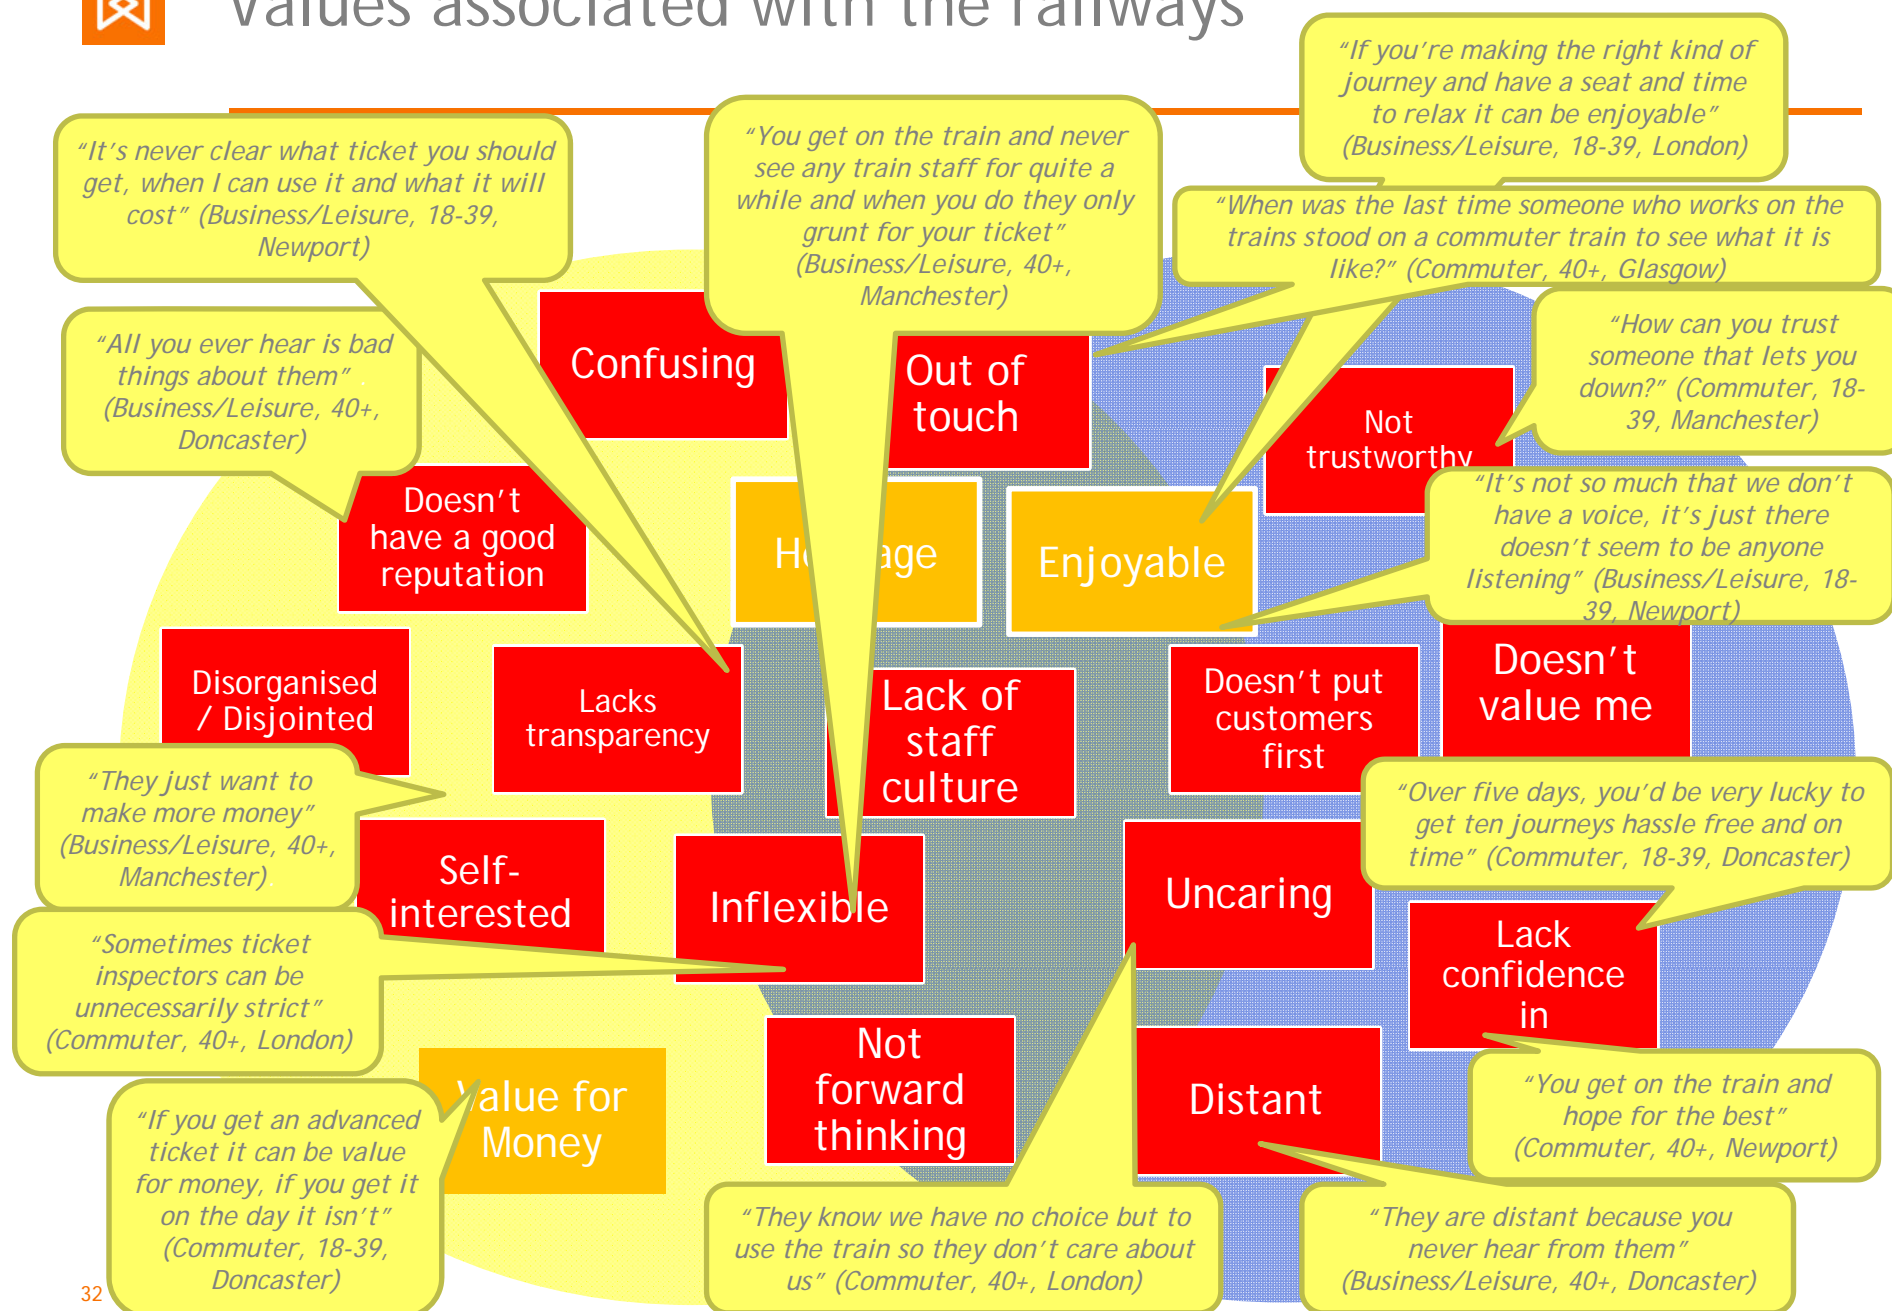 Values associated with the railways
"If you're making the right kind of
journey and have a seat and time
to relax it can be enjoyable"
(Business/Leisure, 18-39, London)
"It's never clear what ticket you should
get, when I can use it and what it will
cost" (Business/Leisure, 18-39,
Newport)
"You get on the train and never
see any train staff for quite a
while and when you do they only
grunt for your ticket"
(Business/Leisure, 40+,
Manchester)
"When was the last time someone who works on the
trains stood on a commuter train to see what it is
like?" (Commuter, 40+, Glasgow)
"All you ever hear is bad
things about them"
(Business/Leisure, 40+,
Doncaster)
Confusing
Out of
touch
"How can you trust
someone that lets you
down?" (Commuter, 18-
39, Manchester)
Not
trustworthy
Doesn't
have a good
reputation
Enjoyable
"It's not so much that we don't
have a voice, it's just there
doesn't seem to be anyone
listening" (Business/Leisure, 18-
39, Newport)
Disorganised
/ Disjointed
Lacks
transparency
Lack of
staff
culture
Doesn't put
customers
first
Doesn't
value me
"They just want to
make more money"
(Business/Leisure, 40+,
Manchester)
Self-
interested
Inflexible
Uncaring
"Over five days, you'd be very lucky to
get ten journeys hassle free and on
time" (Commuter, 18-39, Doncaster)
"Sometimes ticket
inspectors can be
unnecessarily strict"
(Commuter, 40+, London)
Lack
confidence
in
Value for
Money
Not
forward
thinking
Distant
"You get on the train and
hope for the best"
(Commuter, 40+, Newport)
"If you get an advanced
ticket it can be value
for money, if you get it
on the day it isn't"
(Commuter, 18-39,
Doncaster)
"They know we have no choice but to
use the train so they don't care about
us" (Commuter, 40+, London)
"They are distant because you
never hear from them"
(Business/Leisure, 40+, Doncaster)
32